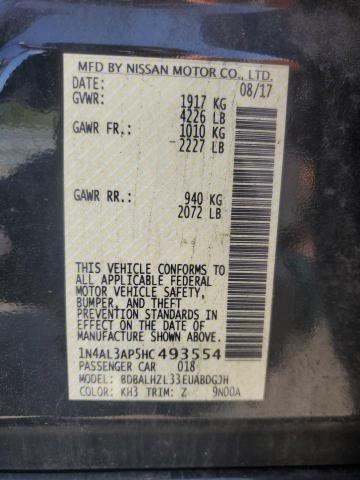 MFD BY NISSAN MOTOR CO., LTD.
DATE: 08/17
GVWR: 1917 KG
4226 LB
GAWR FR.: 1010 KG
2227 LB
GAWR RR.: 940 KG
2072 LB
THIS VEHICLE CONFORMS TO
ALL APPLICABLE FEDERAL
MOTOR VEHICLE SAFETY,
BUMPER, AND THEFT
PREVENTION STANDARDS IN
EFFECT ON THE DATE OF
MANUFACTURE SHOWN ABOVE.
1N4AL3AP5HC 493554
PASSENGER CAR 018
MODEL: BDBALHZL33EUABDGJH
COLOR: KH3 TRIM: Z 9N00A